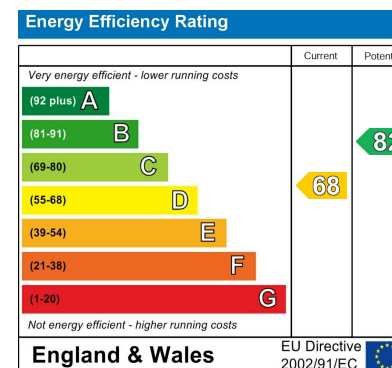 Energy Efficiency Rating
Current Potent
Very energy efficient - lower running costs
(92 plus) A
(81-91) B
82
(69-80) C
68
(55-68) D
(39-54) E
(21-38) F
(1-20) G
Not energy efficient - higher running costs
England & Wales
EU Directive
2002/91/EC